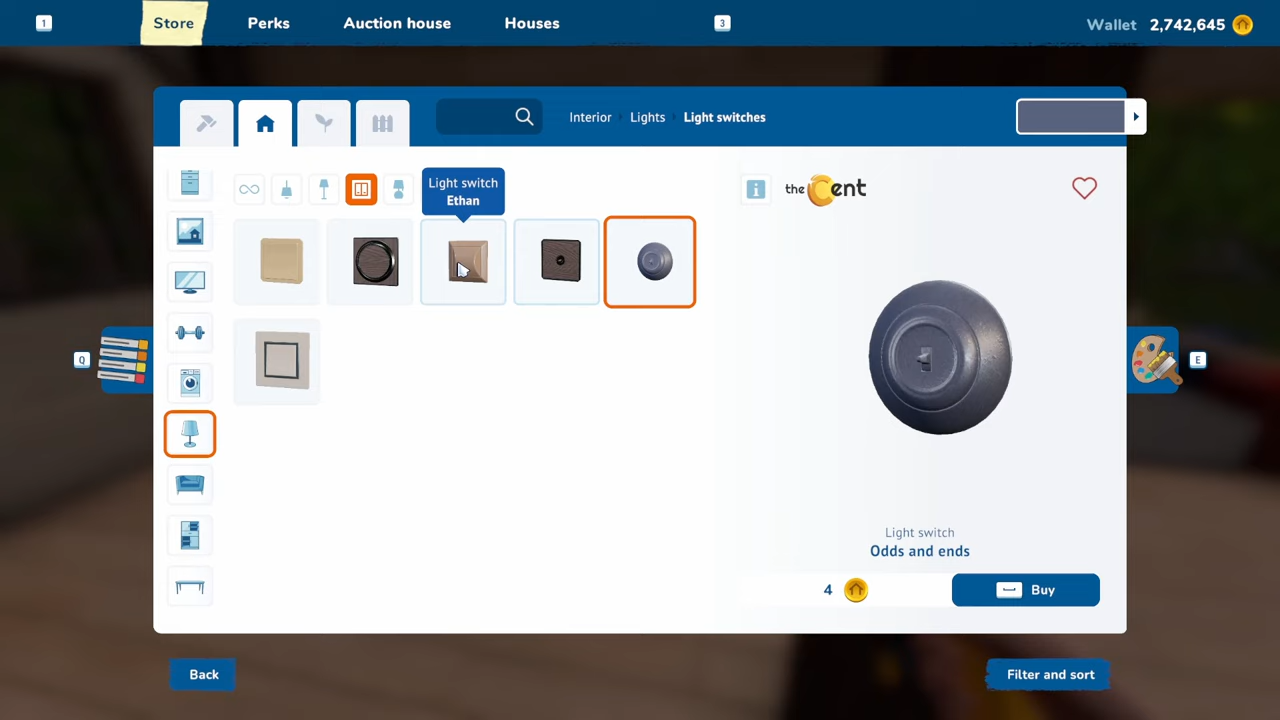 1
Store
Perks
Auction house
Houses
3
Wallet 2,742,645
Interior
Lights
Light switches
Light switch
Ethan
the Cent
Q
E
Light switch
Odds and ends
4
Buy
Back
Filter and sort